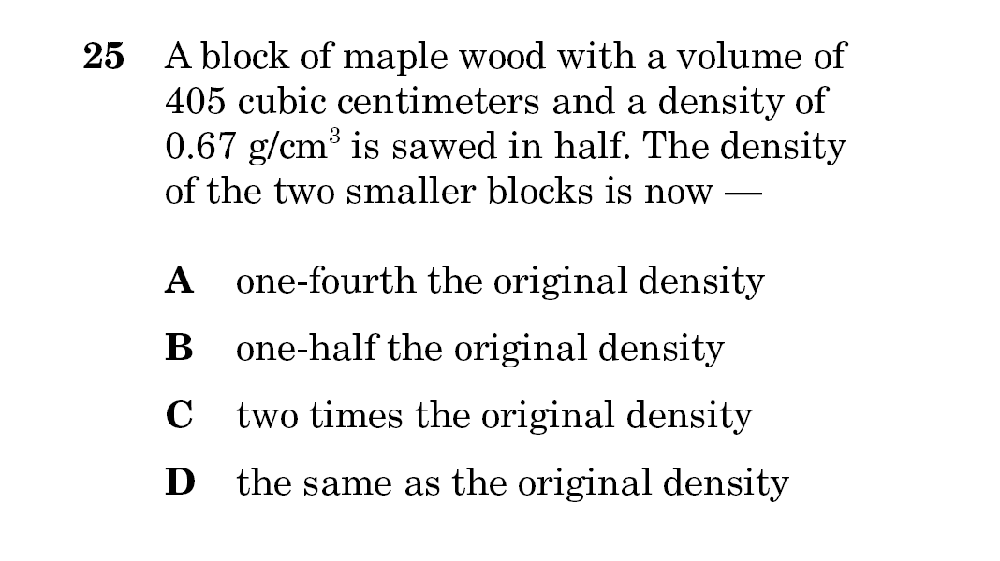 25 A block of maple wood with a volume of
405 cubic centimeters and a density of
0.67 g/cm³ is sawed in half. The density
of the two smaller blocks is now —
A one-fourth the original density
B one-half the original density
C two times the original density
D the same as the original density